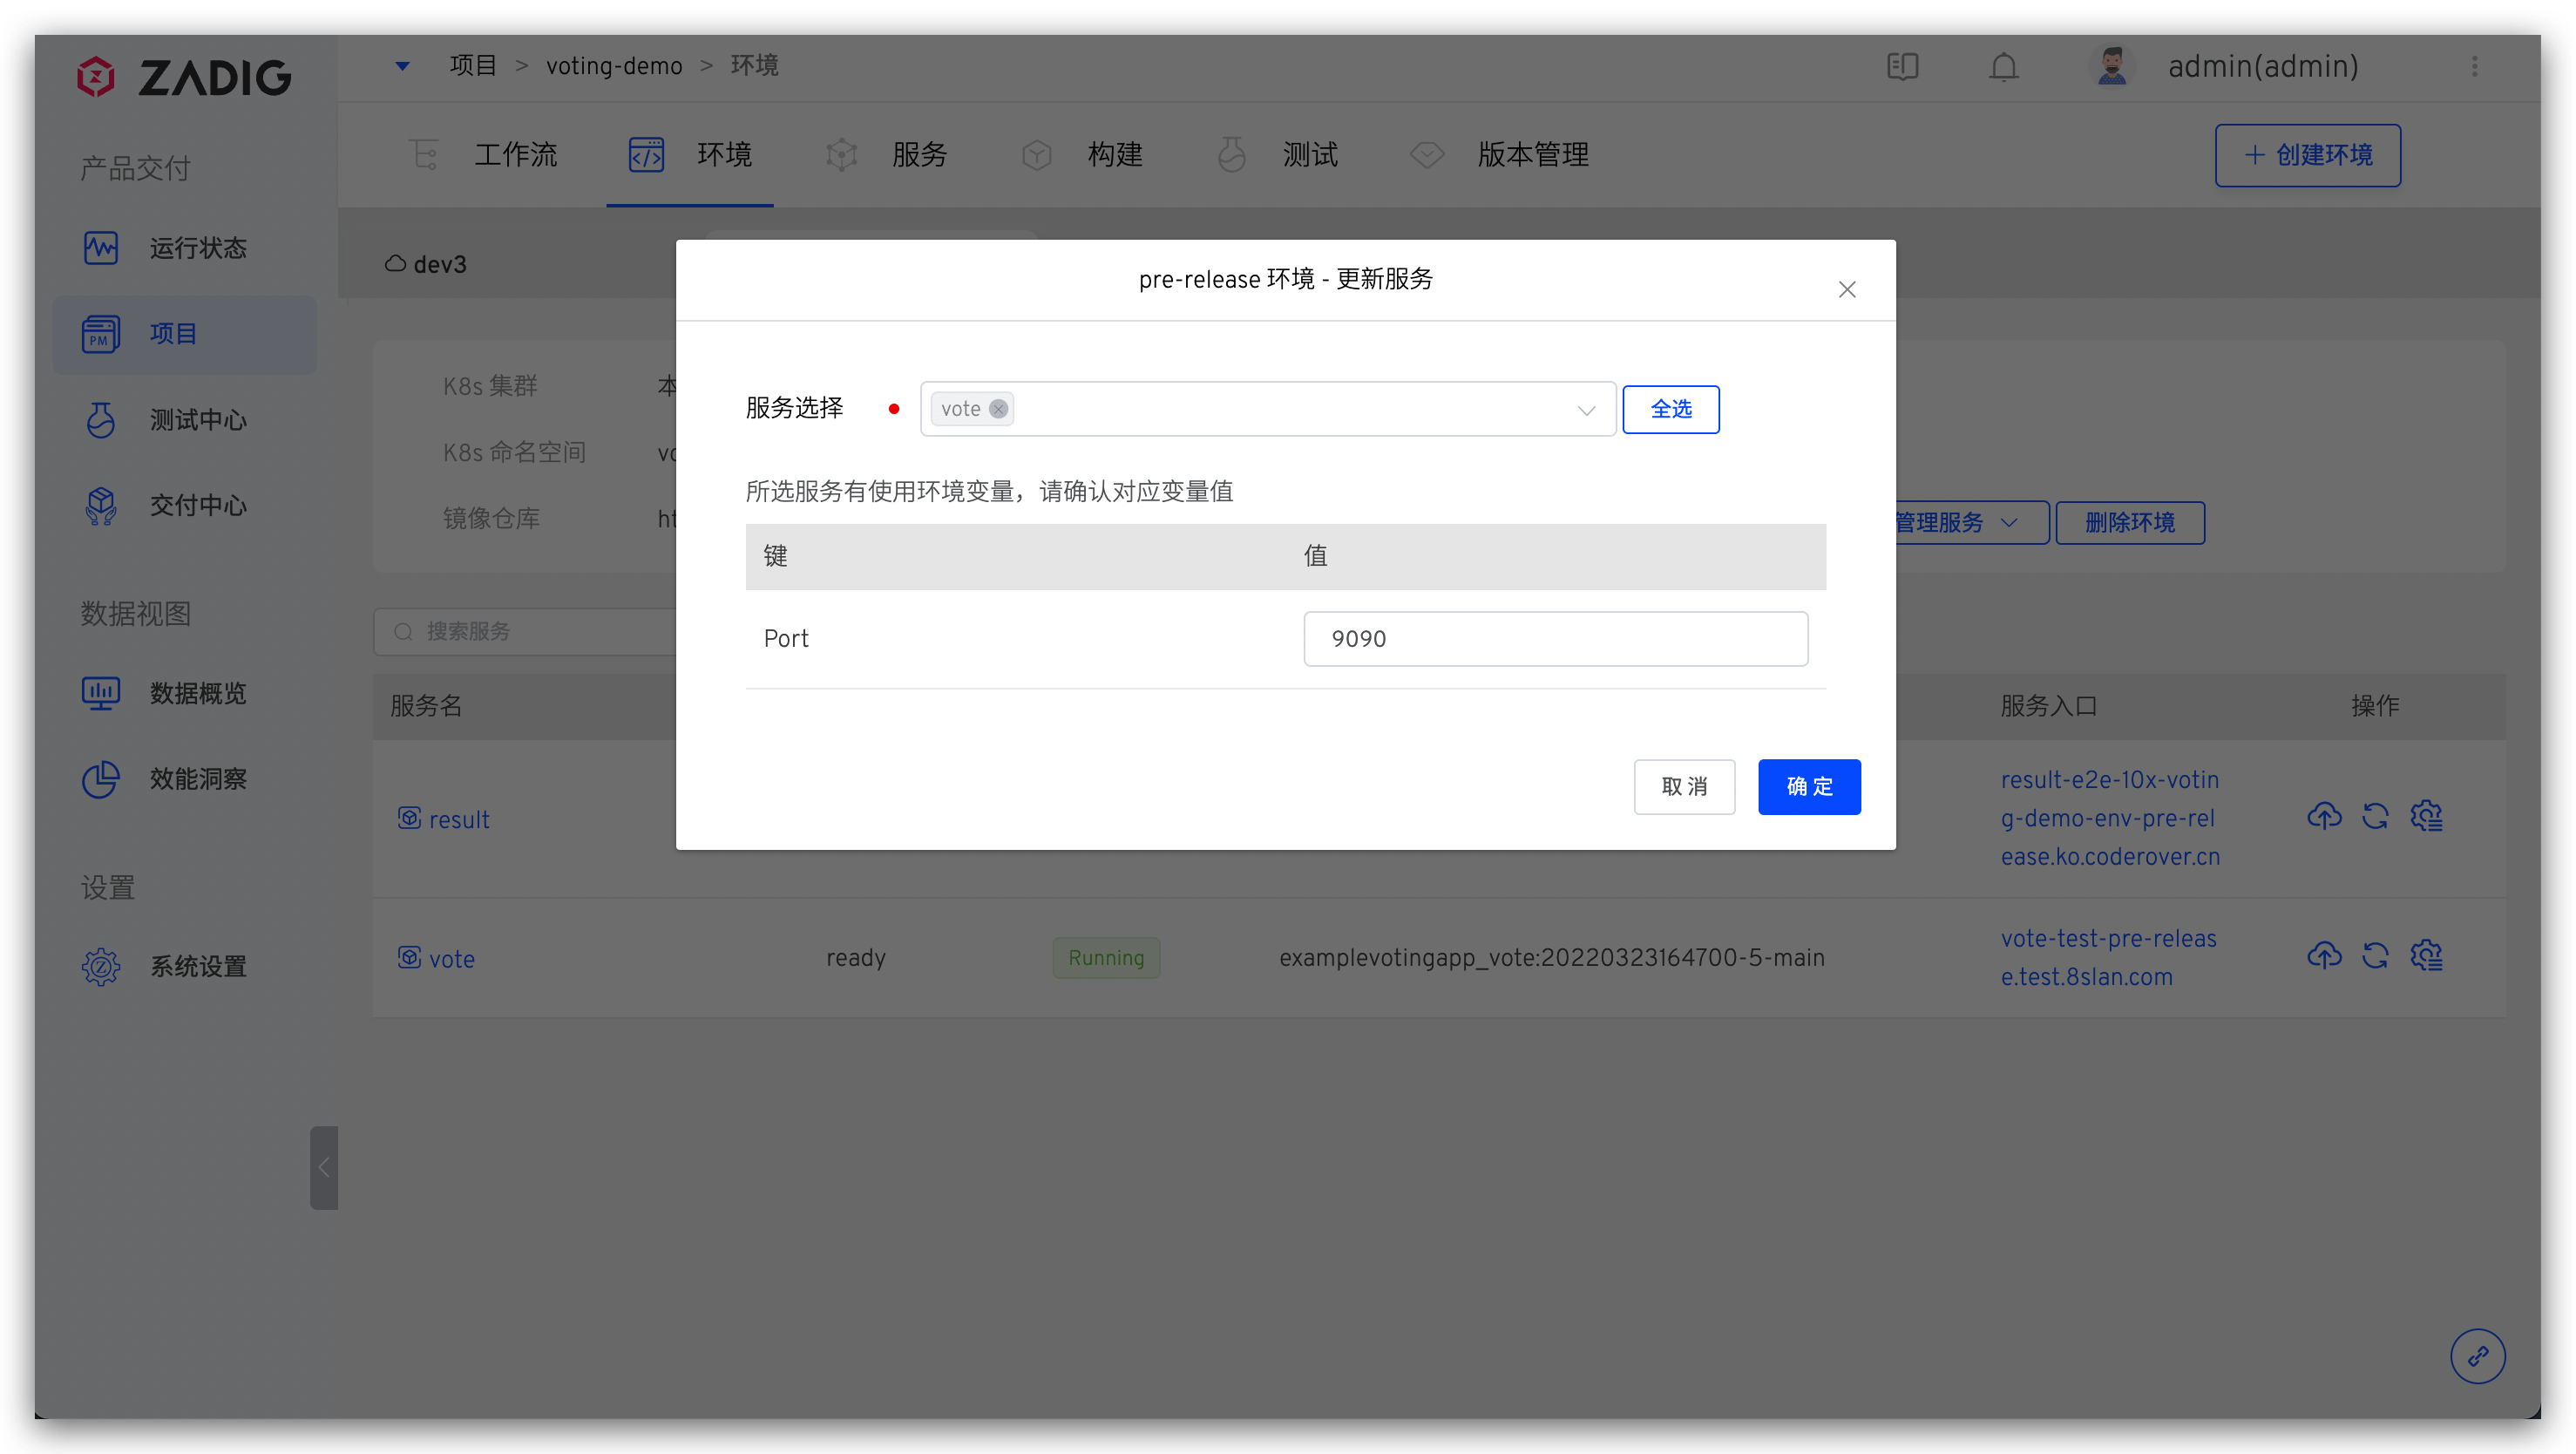 ZADIG
项目 > voting-demo > 环境
admin(admin)
产品交付
运行状态
项目
PM
测试中心
交付中心
数据视图
数据概览
效能洞察
设置
系统设置
工作流
环境
服务
构建
测试
版本管理
+ 创建环境
dev3
K8s 集群 本
K8s 命名空间
镜像仓库
管理服务
删除环境
搜索服务
pre-release 环境 - 更新服务
服务选择
vote
全选
所选服务有使用环境变量，请确认对应变量值
键 值
Port 9090
取消 确定
服务名 服务入口 操作
result
result-e2e-10x-votin
g-demo-env-pre-rel
ease.ko.coderover.cn
vote ready Running examplevotingapp_vote:20220323164700-5-main
vote-test-pre-releas
e.test.8slan.com